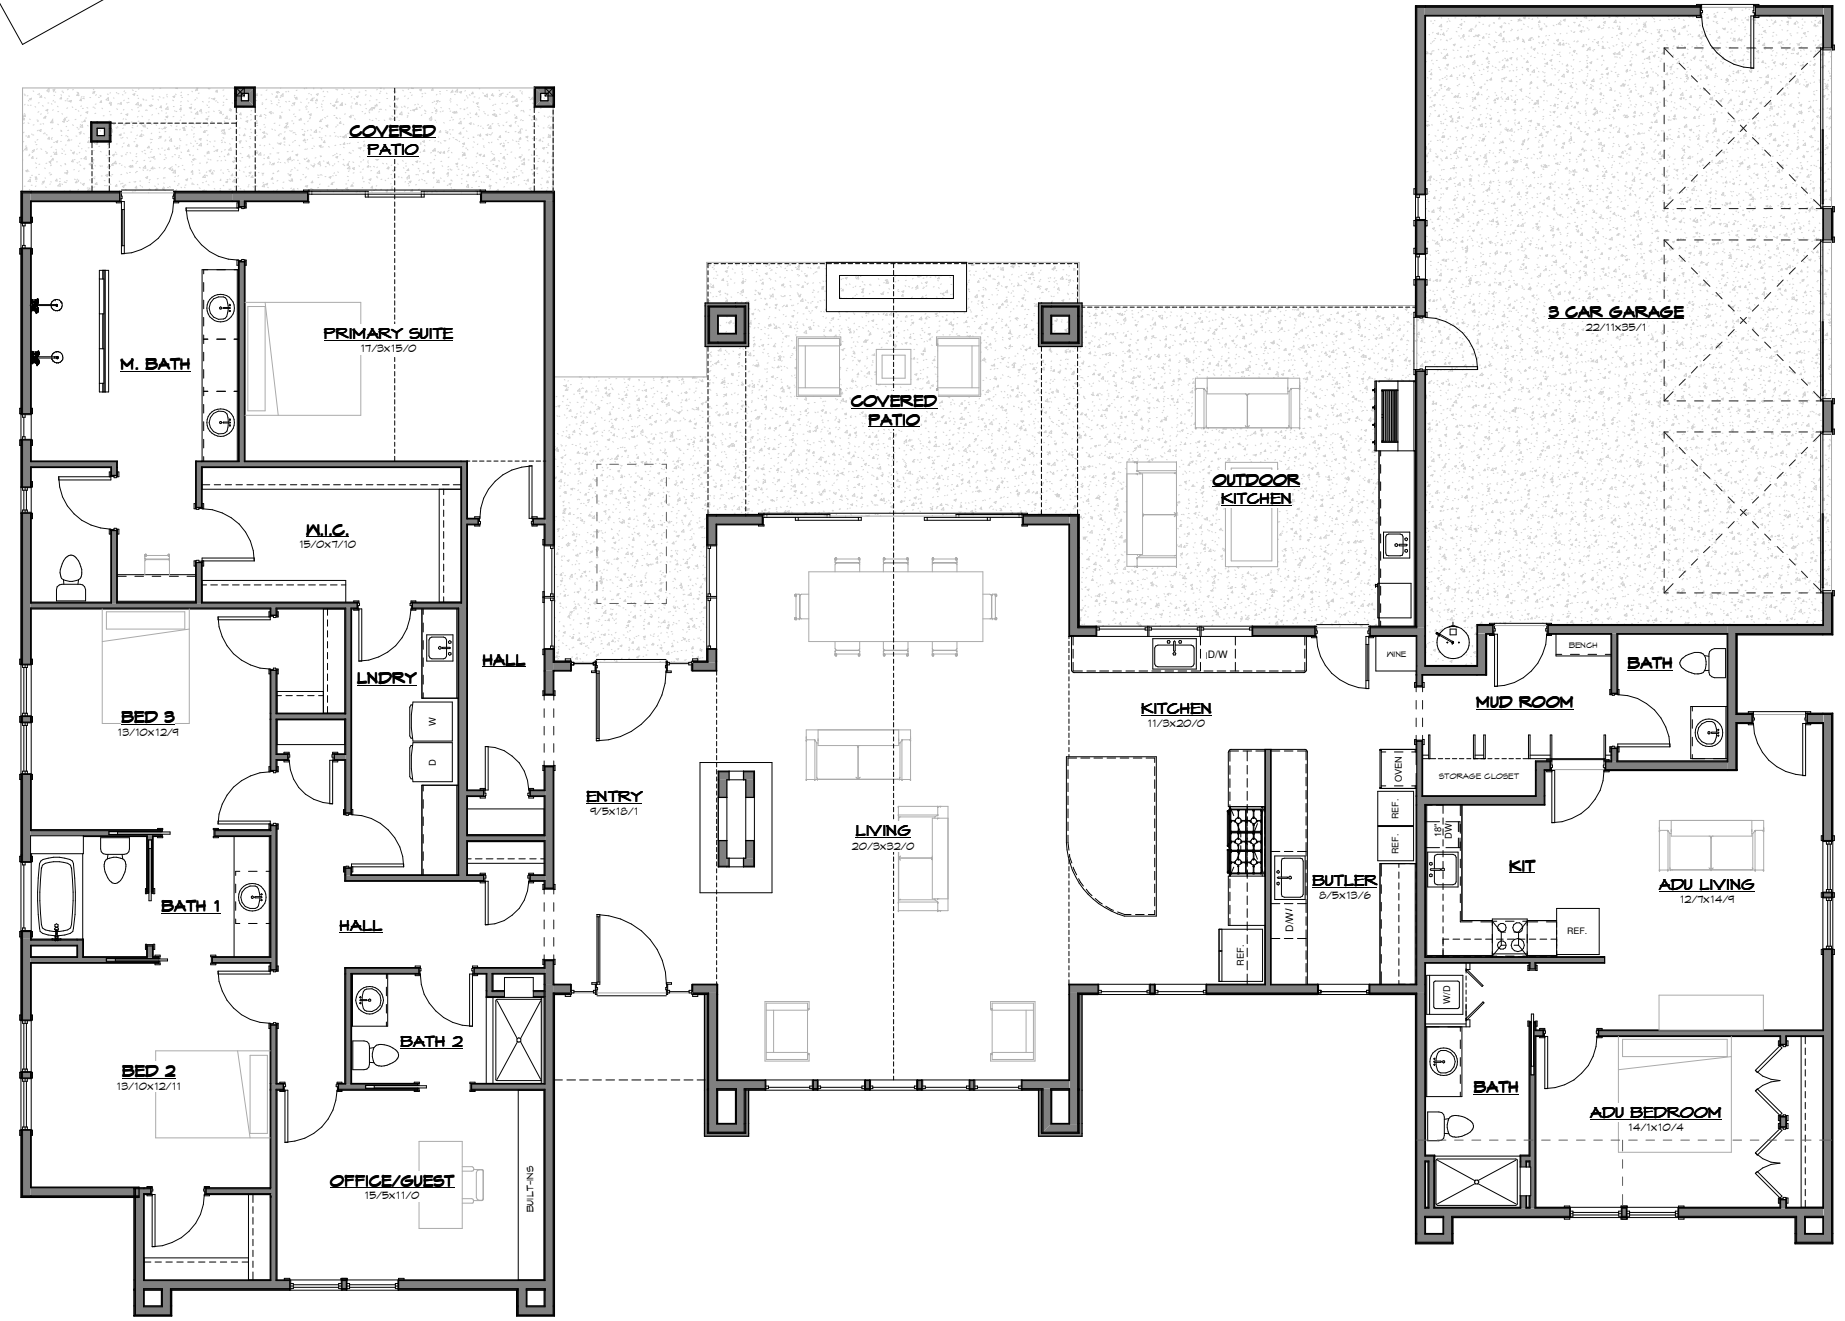 COVERED
PATIO
3 CAR GARAGE
22/11x35/1
PRIMARY SUITE
17/3x15/0
M. BATH
COVERED
PATIO
OUTDOOR
KITCHEN
W.I.C.
15/0x7/10
HALL
LNDRY
W
D
BED 3
13/10x12/9
D/W
WINE
BENCH
BATH
MUD ROOM
KITCHEN
11/3x20/0
OVEN
REF.
REF.
STORAGE CLOSET
ENTRY
9/5x18/1
LIVING
20/3x32/0
18"
DW
KIT
ADU LIVING
12/7x14/9
BUTLER
8/5x13/6
D/W/
REF.
REF.
BATH 1
HALL
W/D
BATH 2
BED 2
13/10x12/11
BATH
ADU BEDROOM
14/1x10/4
OFFICE/GUEST
15/5x11/0
BUILT-INS